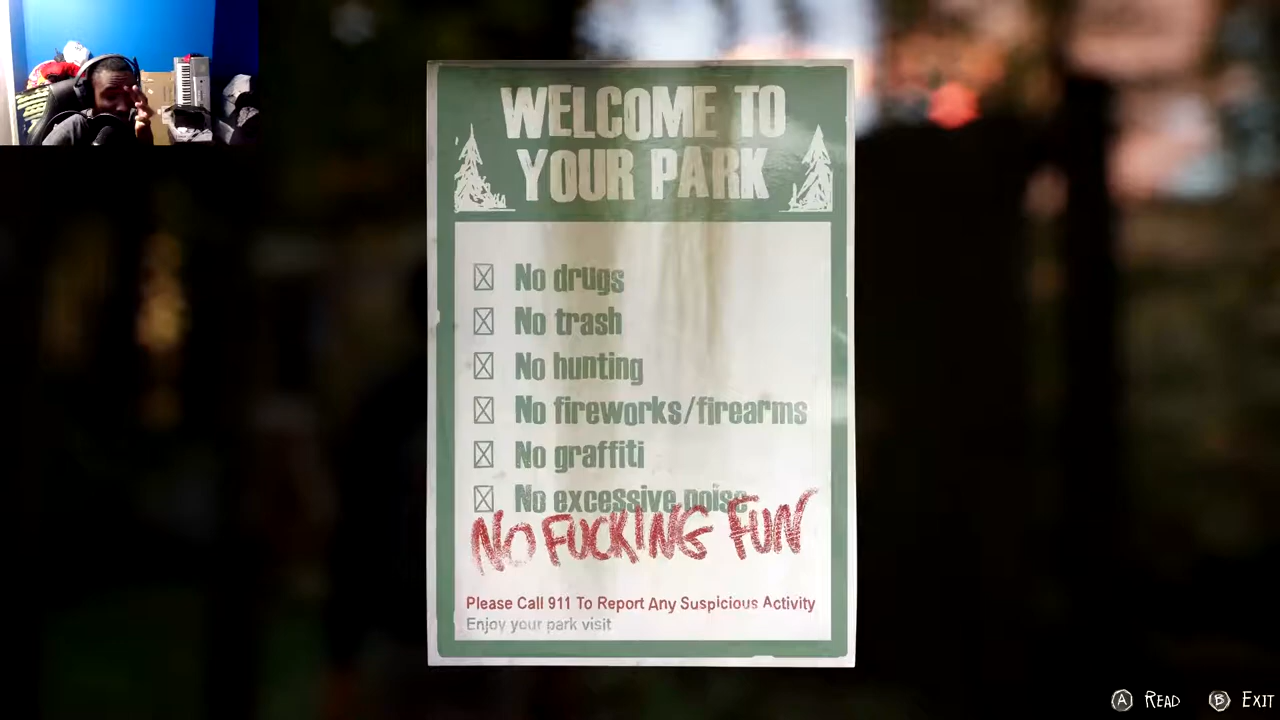 WELCOME TO
YOUR PARK
No drugs
No trash
No hunting
No fireworks/firearms
No graffiti
No excessive noise
NO FUCKING FUN
Please Call 911 To Report Any Suspicious Activity
Enjoy your park visit
A READ B EXIT